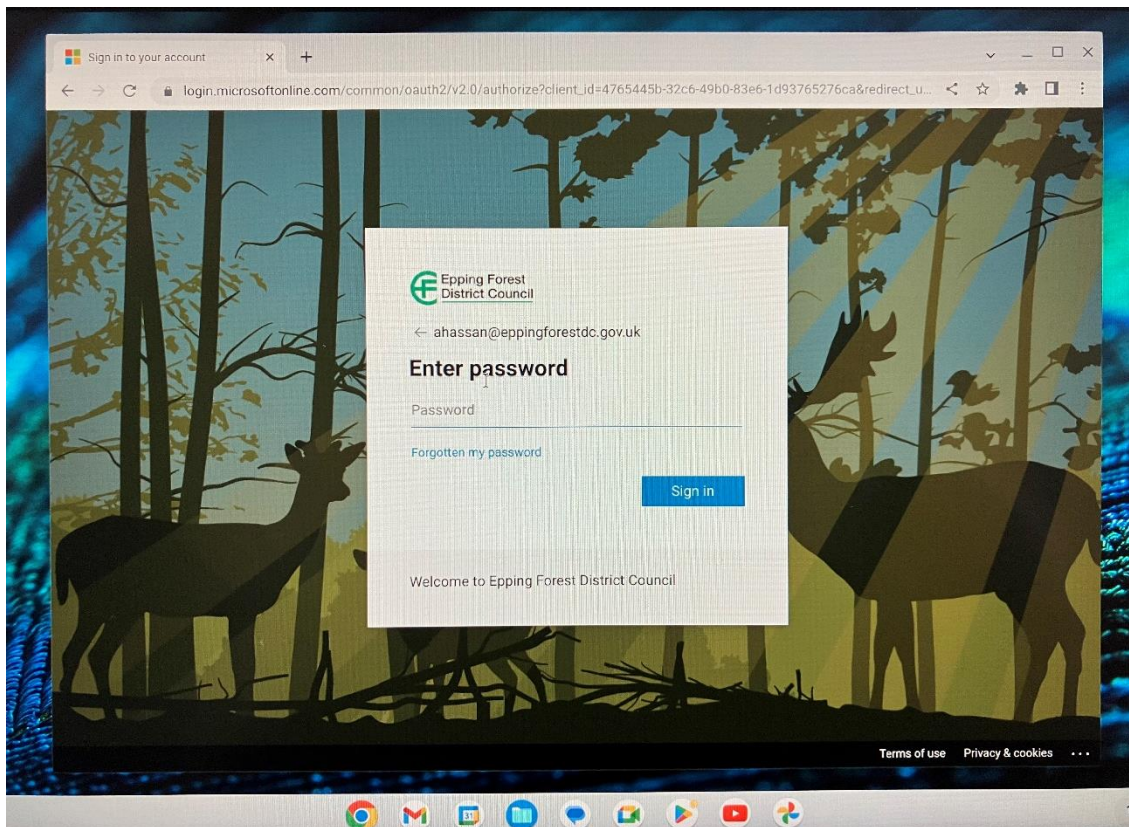 Sign in to your account
login.microsoftonline.com/common/oauth2/v2.0/authorize?client_id=4765445b-32c6-49b0-83e6-1d93765276ca&redirect_u...
Epping Forest
District Council
ahassan@eppingforestdc.gov.uk
Enter password
Password
Forgotten my password
Sign in
Welcome to Epping Forest District Council
Terms of use Privacy & cookies
31